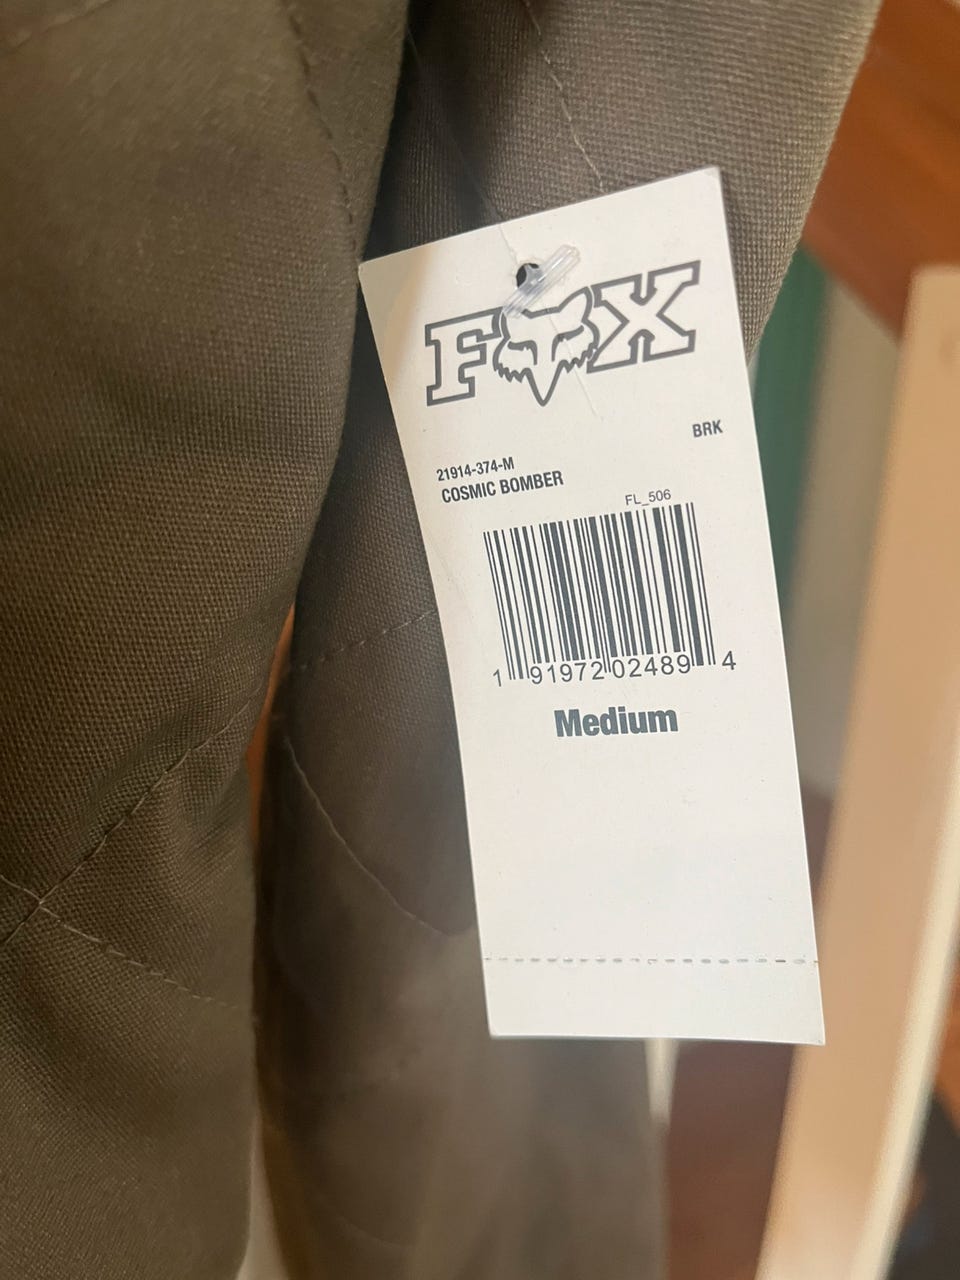 FOX
BRK
21914-374-M
COSMIC BOMBER
FL_506
1 91972 02489 4
Medium